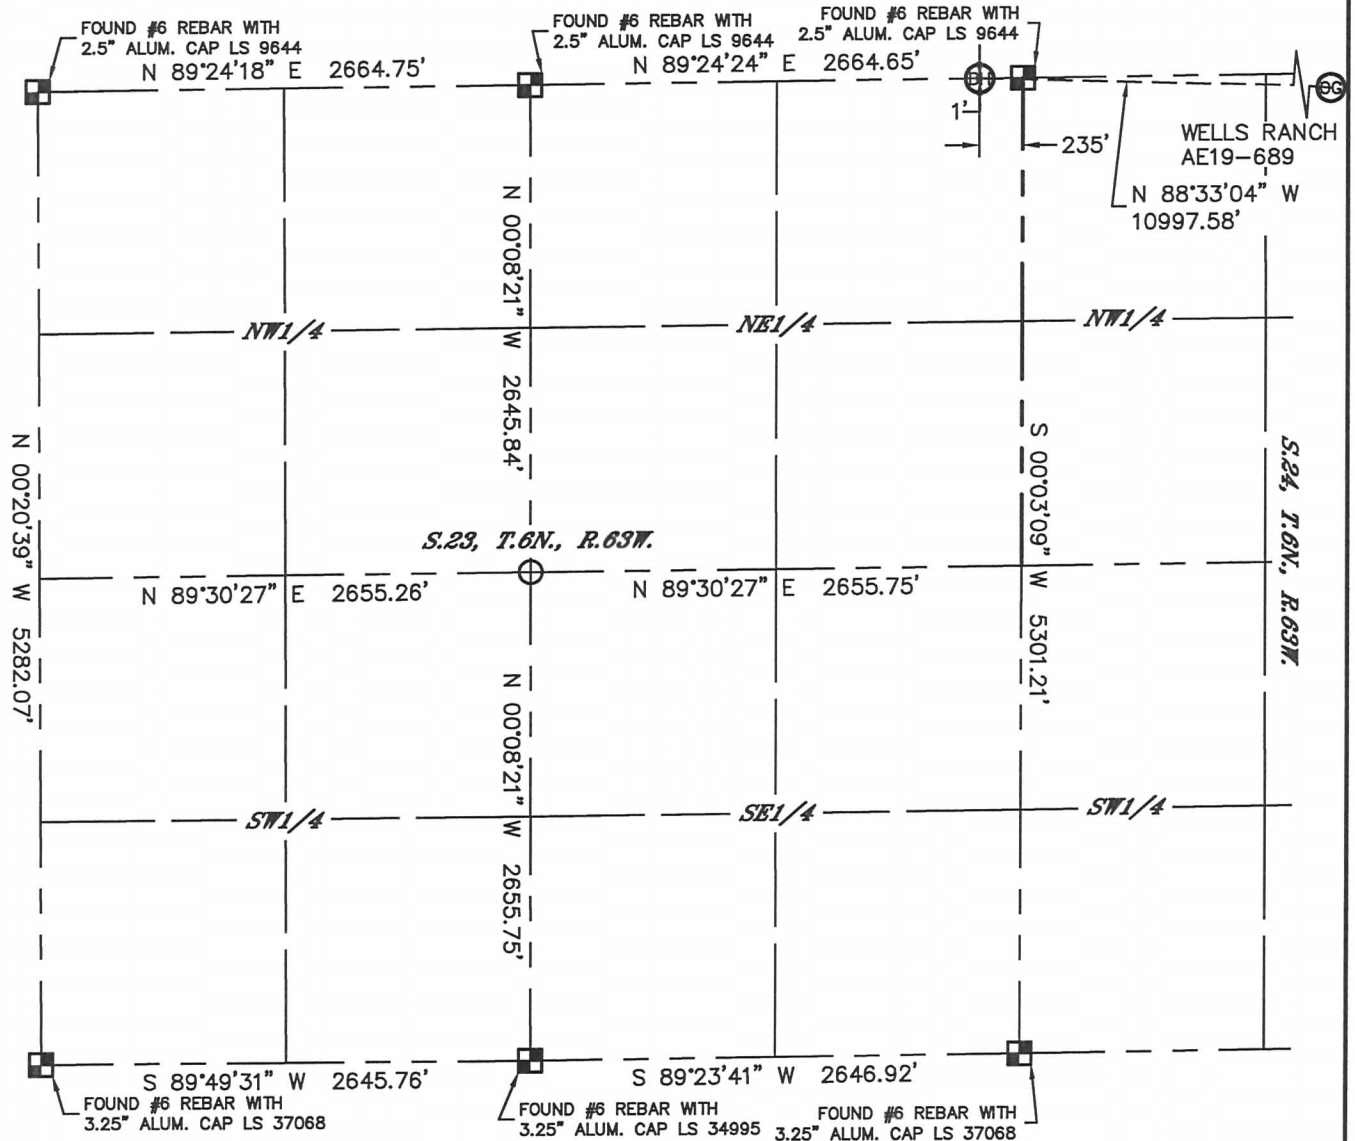 FOUND #6 REBAR WITH
2.5" ALUM. CAP LS 9644
FOUND #6 REBAR WITH
2.5" ALUM. CAP LS 9644
FOUND #6 REBAR WITH
2.5" ALUM. CAP LS 9644
N 89°24'18" E 2664.75'
N 89°24'24" E 2664.65'
BH
SG
1'
235'
WELLS RANCH
AE19-689
N 88°33'04" W
10997.58'
N 00°08'21" W 2645.84'
NW1/4
NE1/4
NW1/4
N 00°20'39" W 5282.07'
S 00°03'09" W 5301.21'
S.24, T.6N., R.63W.
S.23, T.6N., R.63W.
N 89°30'27" E 2655.26'
N 89°30'27" E 2655.75'
N 00°08'21" W 2655.75'
SW1/4
SE1/4
SW1/4
S 89°49'31" W 2645.76'
S 89°23'41" W 2646.92'
FOUND #6 REBAR WITH
3.25" ALUM. CAP LS 37068
FOUND #6 REBAR WITH
3.25" ALUM. CAP LS 34995
FOUND #6 REBAR WITH
3.25" ALUM. CAP LS 37068